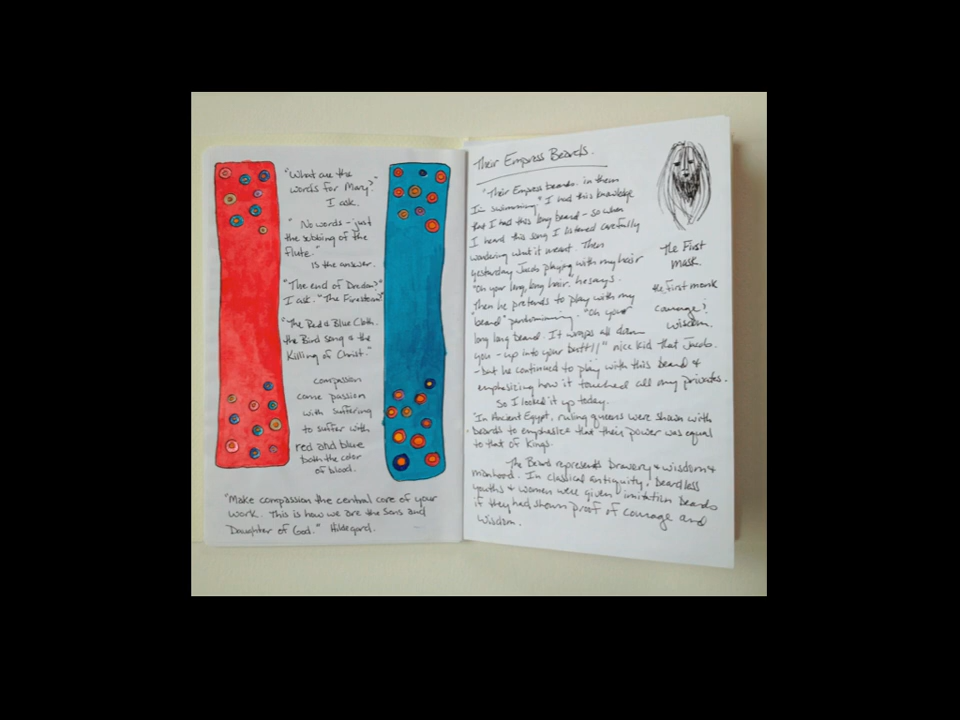 "What are the
words for Mary?"
I ask.
"No words - just
the sobbing of the
flute."
is the answer.
"The end of Dream?"
I ask. "The Firesteam?"
"The Red & Blue Cloth.
the Bird song & the
Killing of Christ."
compassion
come passion
with suffering
to suffer with
red and blue
both the color
of blood.
"Make compassion the central core of your
work. This is how we are the Sons and
Daughter of God." Hildegard.
Their Empress Beards.
"Their Empress beards. in them
I'm swimming." I had this knowledge
that I has this long beard - so when
I heard this song I listened carefully
wondering what it meant. Then
yesterday Jacob playing with my hair
"Oh your long, long hair. he says.
Then he pretends to play with my
"beard" "Oh your
long long beard. It wraps all down
you - up into your butt!!" nice kid that Jacob.
- but he continued to play with this beard &
emphasizing how it touched all my privates.
So I looked it up today.
"In Ancient Egypt, ruling queens were shown with
beards to emphasize that their power was equal
to that of Kings.
The Beard represents bravery & wisdom &
manhood. In classical antiquity, beardless
youths & women were given imitation Beards
if they had shown proof of courage and
wisdom.
The First
Mask
the first monk
courage?
wisdom.